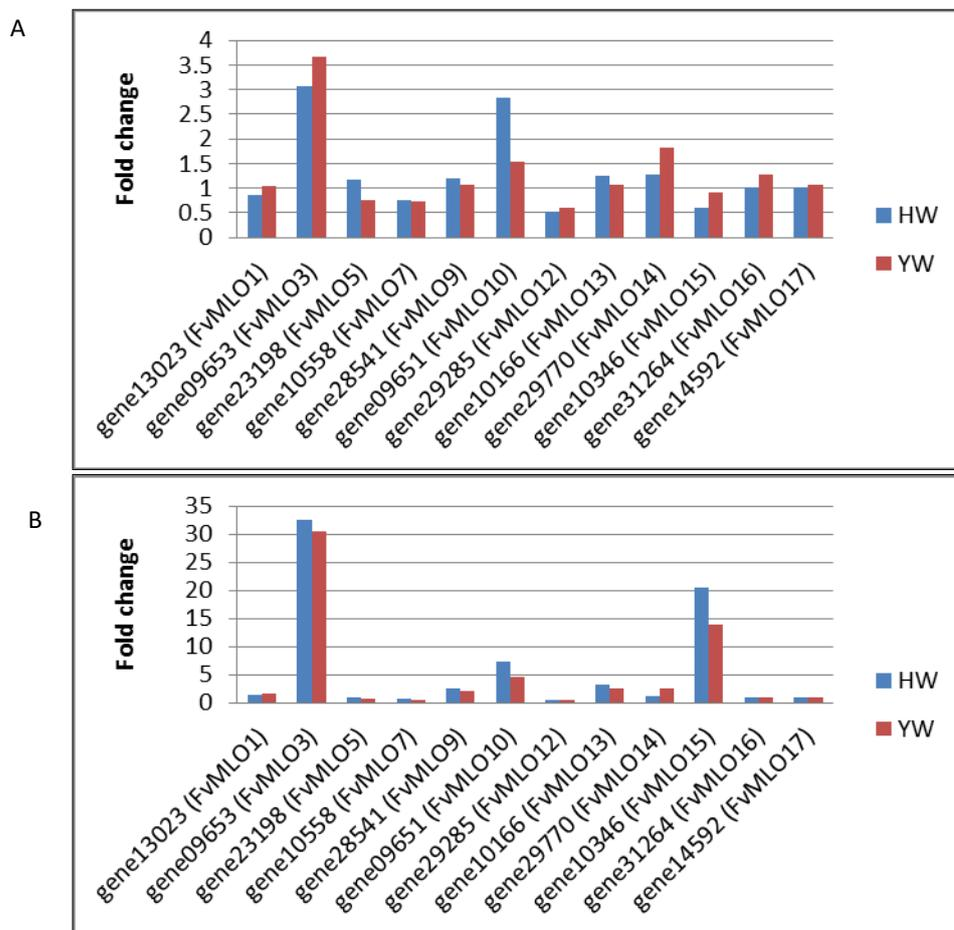 A
Fold change
4
3.5
3
2.5
2
1.5
1
0.5
0
gene13023 (FvMLO1)
gene09653 (FvMLO3)
gene23198 (FvMLO5)
gene10558 (FvMLO7)
gene28541 (FvMLO9)
gene09651 (FvMLO10)
gene29285 (FvMLO12)
gene10166 (FvMLO13)
gene29770 (FvMLO14)
gene10346 (FvMLO15)
gene31264 (FvMLO16)
gene14592 (FvMLO17)
HW
YW
B
Fold change
35
30
25
20
15
10
5
0
gene13023 (FvMLO1)
gene09653 (FvMLO3)
gene23198 (FvMLO5)
gene10558 (FvMLO7)
gene28541 (FvMLO9)
gene09651 (FvMLO10)
gene29285 (FvMLO12)
gene10166 (FvMLO13)
gene29770 (FvMLO14)
gene10346 (FvMLO15)
gene31264 (FvMLO16)
gene14592 (FvMLO17)
HW
YW